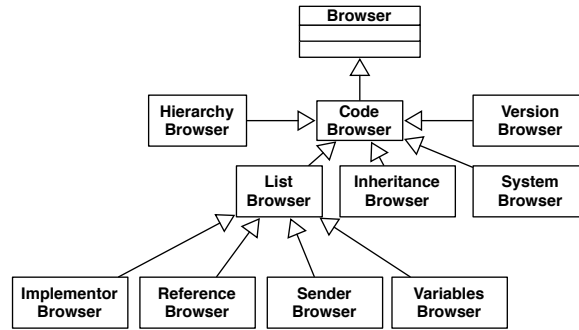 Browser
Hierarchy
Browser
Code
Browser
Version
Browser
List
Browser
Inheritance
Browser
System
Browser
Implementor
Browser
Reference
Browser
Sender
Browser
Variables
Browser